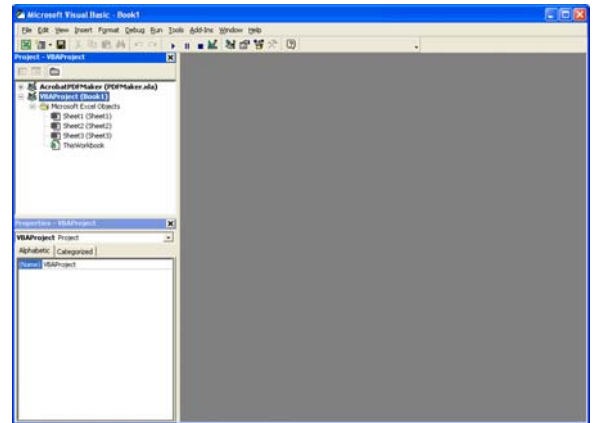 Microsoft Visual Basic - Book1
File Edit View Insert Format Debug Run Tools Add-Ins Window Help
Project - VBAProject
AcrobatPDFMaker (PDFMaker.xla)
VBAProject (Book1)
Microsoft Excel Objects
Sheet1 (Sheet1)
Sheet2 (Sheet2)
Sheet3 (Sheet3)
ThisWorkbook
Properties - VBAProject
VBAProject Project
Alphabetic Categorized
(Name) VBAProject